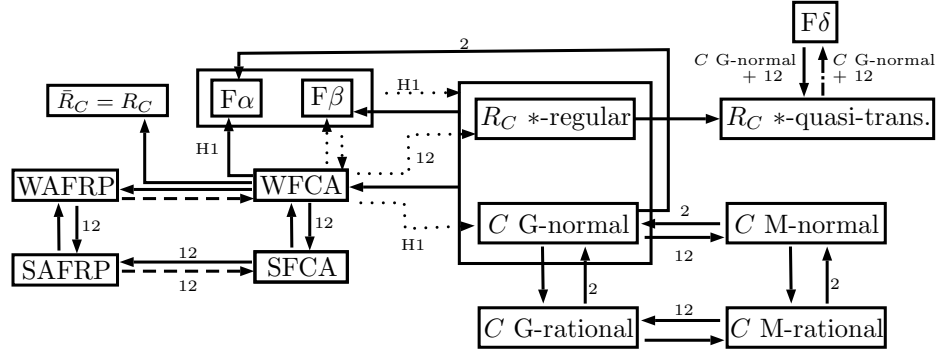 Fδ
2
C G-normal
+ 12
C G-normal
+ 12
Fα
Fβ
H1
R̄_C = R_C
R_C ∗-regular
R_C ∗-quasi-trans.
H1
12
WAFRP
WFCA
12
12
H1
C G-normal
2
C M-normal
12
SAFRP
12
SFCA
12
2
2
C G-rational
12
C M-rational